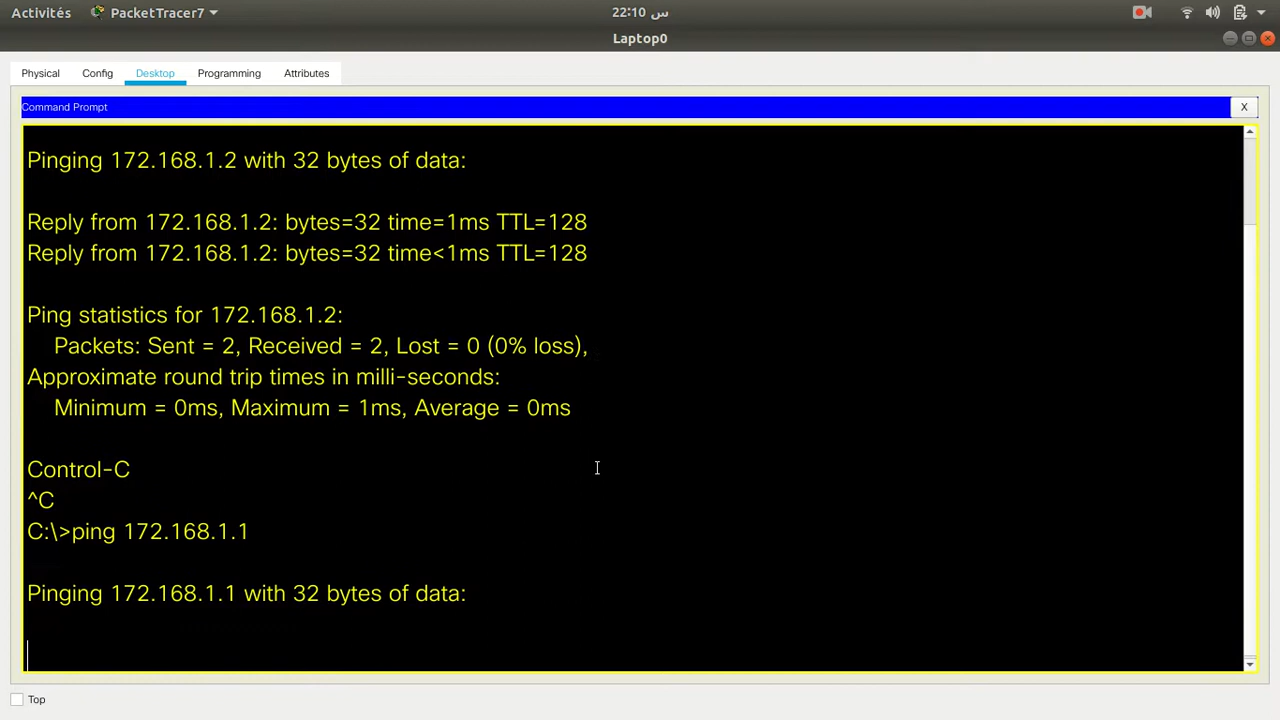 Activités PacketTracer7 22:10 س
Laptop0
Physical Config Desktop Programming Attributes
Command Prompt X
Pinging 172.168.1.2 with 32 bytes of data:
Reply from 172.168.1.2: bytes=32 time=1ms TTL=128
Reply from 172.168.1.2: bytes=32 time<1ms TTL=128
Ping statistics for 172.168.1.2:
Packets: Sent = 2, Received = 2, Lost = 0 (0% loss),
Approximate round trip times in milli-seconds:
Minimum = 0ms, Maximum = 1ms, Average = 0ms
Control-C
^C
C:\>ping 172.168.1.1
Pinging 172.168.1.1 with 32 bytes of data:
Top